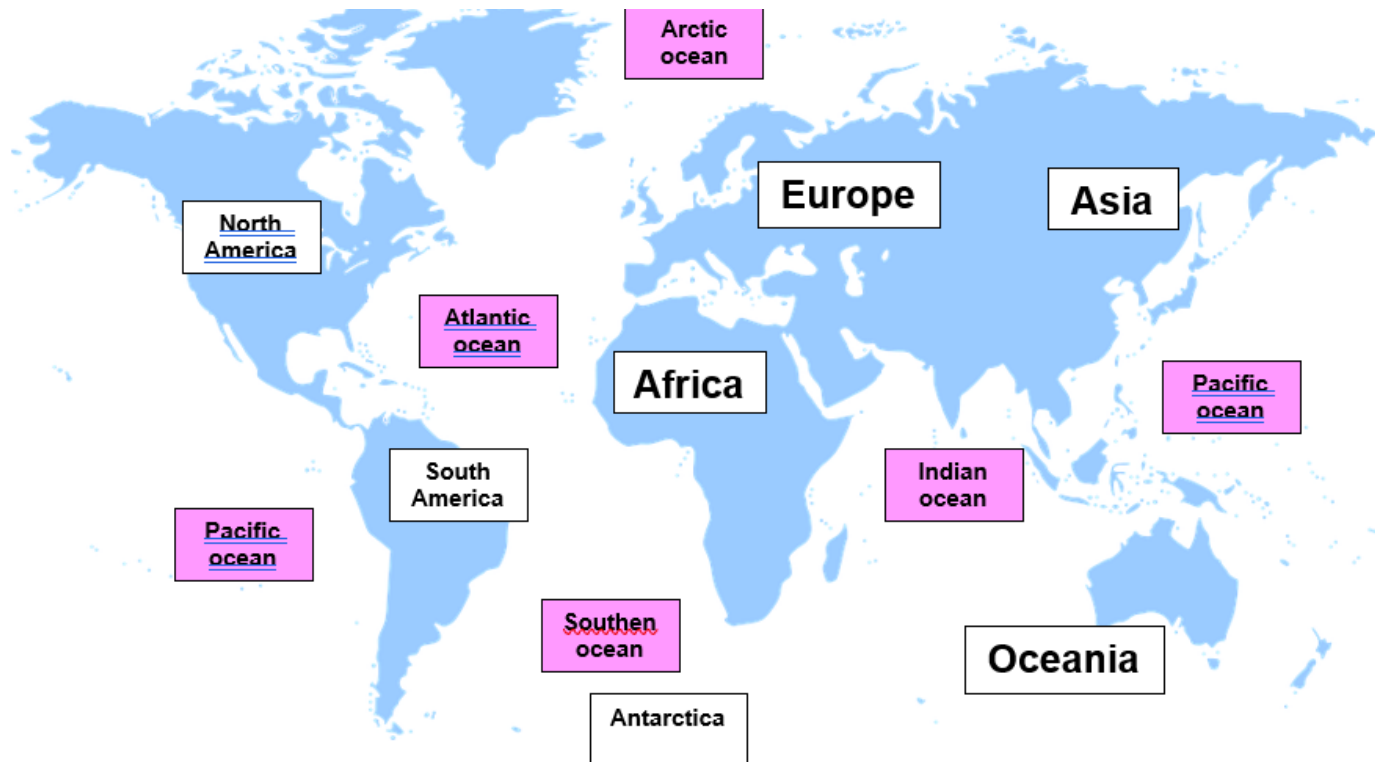 Arctic
ocean
Europe
Asia
North
America
Atlantic
ocean
Africa
Pacific
ocean
South
America
Indian
ocean
Pacific
ocean
Southen
ocean
Oceania
Antarctica